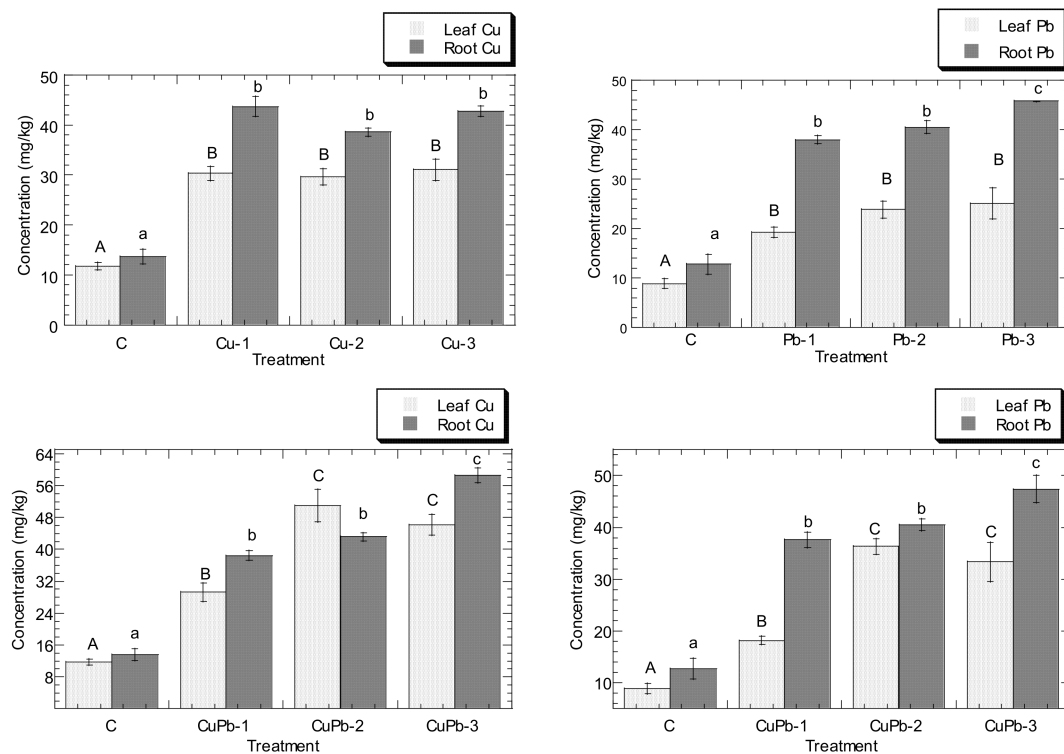 Leaf Cu
Root Cu
Concentration (mg/kg)
50
40
30
20
10
0
A
a
B
b
B
b
B
b
C
Cu-1
Cu-2
Cu-3
Treatment
Leaf Pb
Root Pb
Concentration (mg/kg)
50
40
30
20
10
0
A
a
B
b
B
b
B
c
C
Pb-1
Pb-2
Pb-3
Treatment
Leaf Cu
Root Cu
Concentration (mg/kg)
64
56
48
40
32
24
16
8
A
a
B
b
C
b
C
c
C
CuPb-1
CuPb-2
CuPb-3
Treatment
Leaf Pb
Root Pb
Concentration (mg/kg)
50
40
30
20
10
A
a
B
b
C
b
C
c
C
CuPb-1
CuPb-2
CuPb-3
Treatment